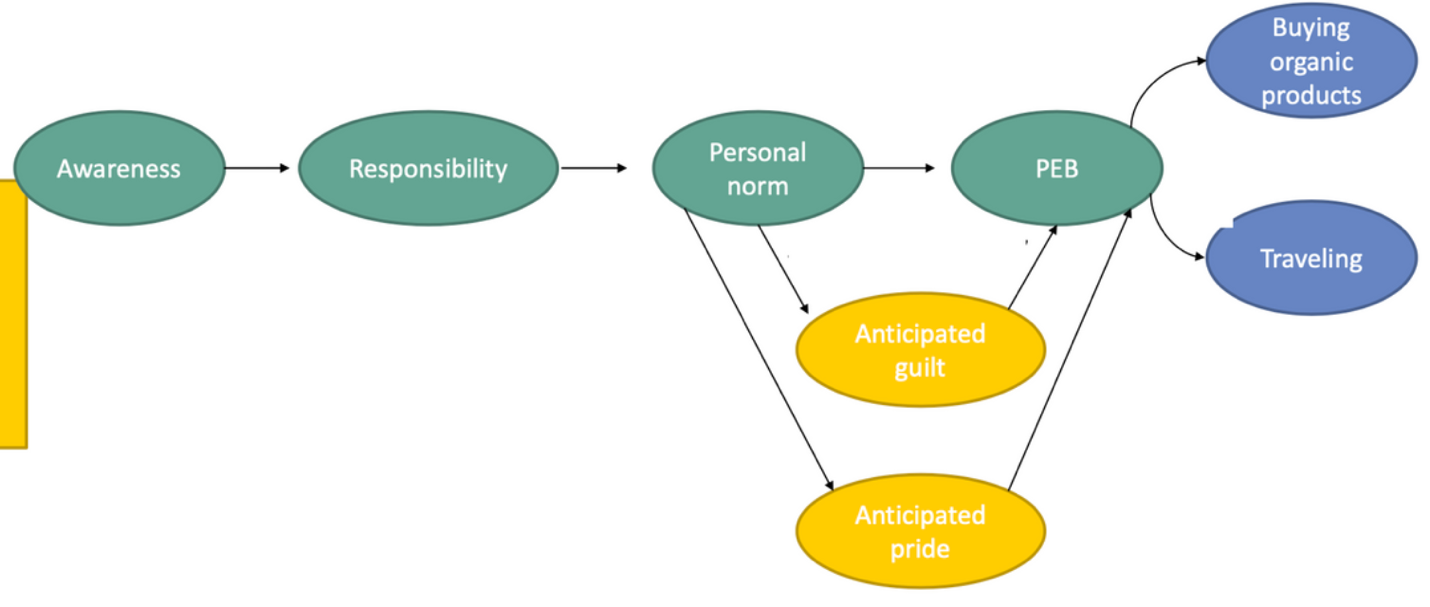 Awareness
Responsibility
Personal
norm
PEB
Buying
organic
products
Traveling
Anticipated
guilt
Anticipated
pride